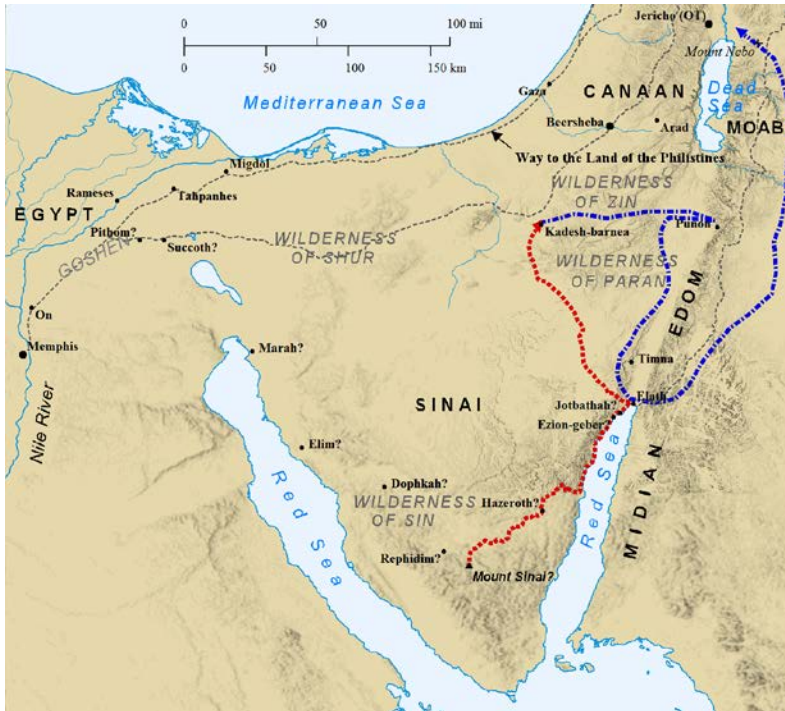 0
50
100 mi
0
50
100
150 km
Jericho (OT)
Mount Nebo
Mediterranean Sea
Gaza
CANAAN
Dead
Sea
Beersheba
Arad
MOAB
Way to the Land of the Philistines
Migdol
Rameses
Tahpanhes
EGYPT
WILDERNESS
OF ZIN
Pithom?
Succoth?
GOSHEN
WILDERNESS
OF SHUR
Kadesh-barnea
Punon
WILDERNESS
OF PARAN
EDOM
On
Memphis
Marah?
Timna
Nile River
SINAI
Jotbathah?
Elath
Ezion-geber
Elim?
Red Sea
Dophkah?
WILDERNESS
OF SIN
Hazeroth?
Red Sea
MIDIAN
Rephidim?
Mount Sinai?